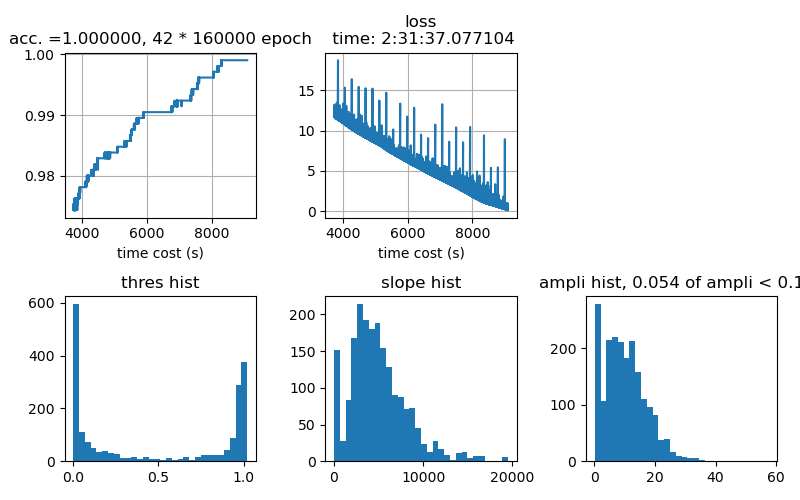 acc. =1.000000, 42 * 160000 epoch
1.00
0.99
0.98
4000 6000 8000
time cost (s)
loss
time: 2:31:37.077104
15
10
5
0
4000 6000 8000
time cost (s)
thres hist
600
400
200
0
0.0 0.5 1.0
slope hist
200
150
100
50
0
0 10000 20000
ampli hist, 0.054 of ampli < 0.1
200
100
0
0 20 40 60